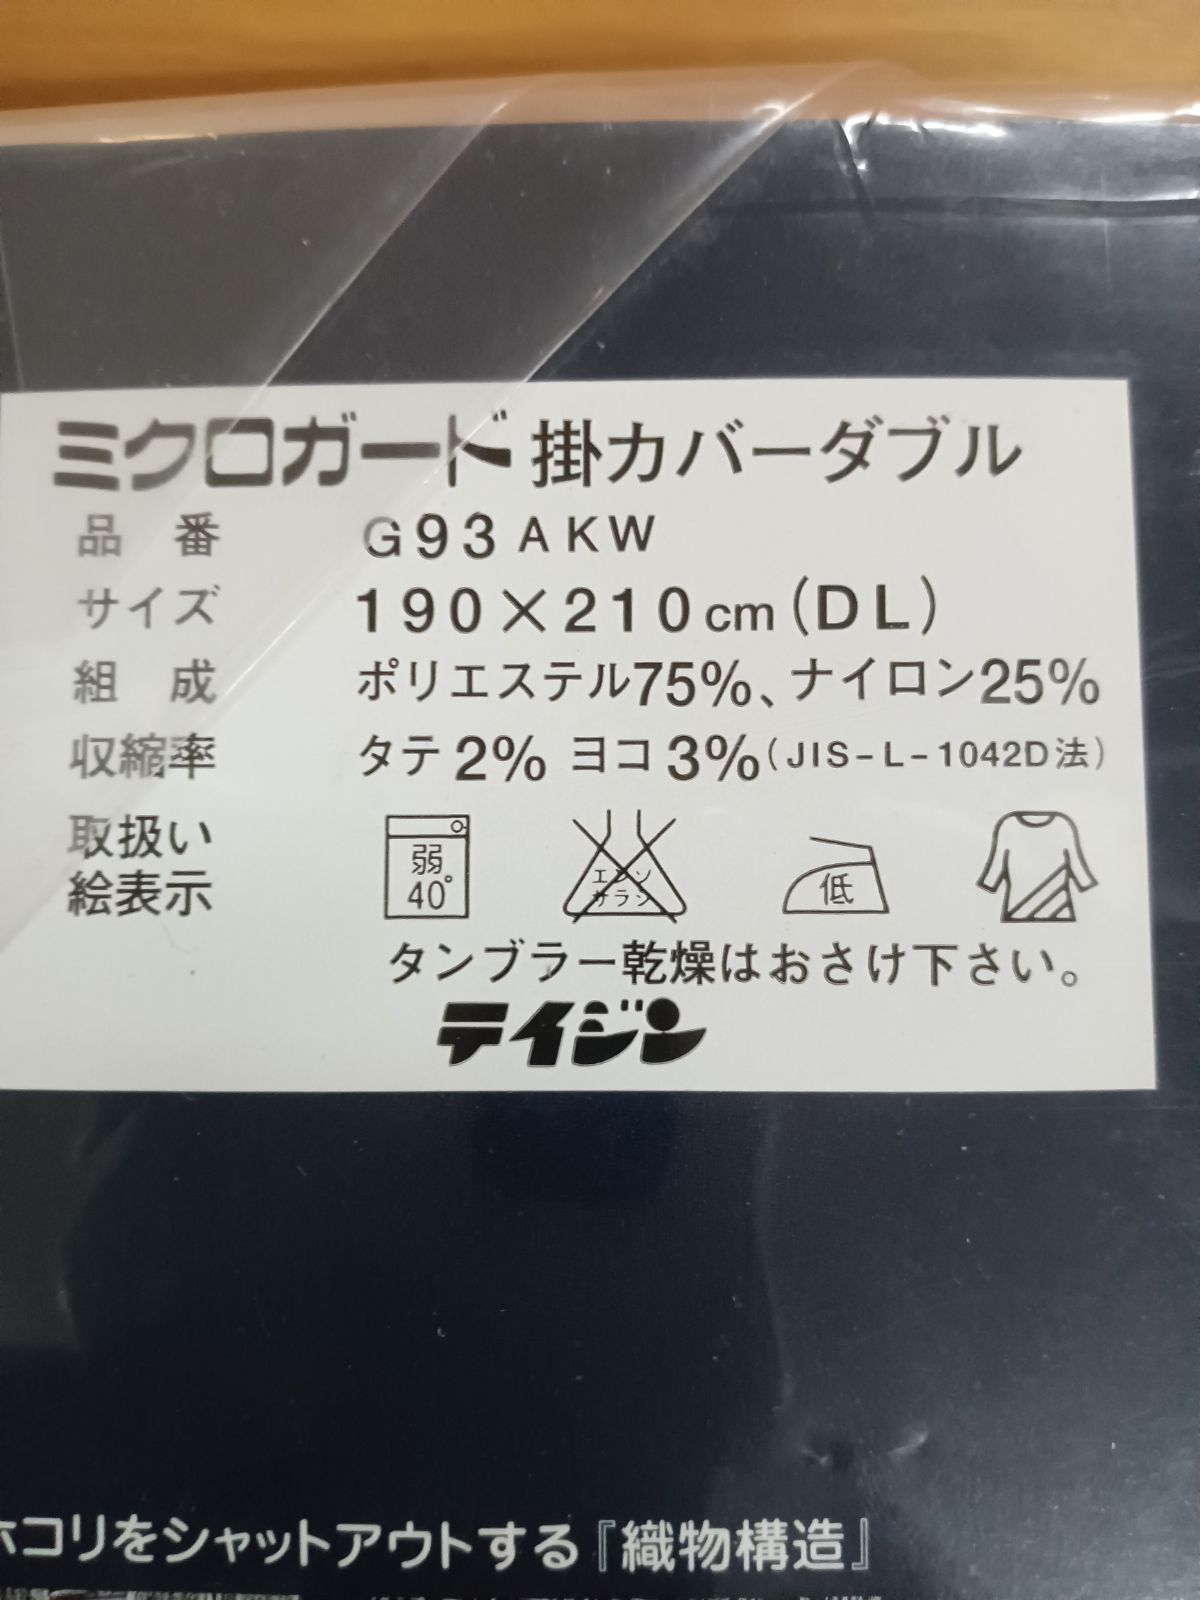 ミクロガード 掛カバーダブル
品番 G93AKW
サイズ 190×210cm(DL)
組成 ポリエステル75%、ナイロン25%
収縮率 タテ2% ヨコ3%(JIS-L-1042D法)
取扱い
絵表示
弱
40°
エンソ
サラシ
低
タンブラー乾燥はおさけ下さい。
テイジン
ホコリをシャットアウトする『織物構造』